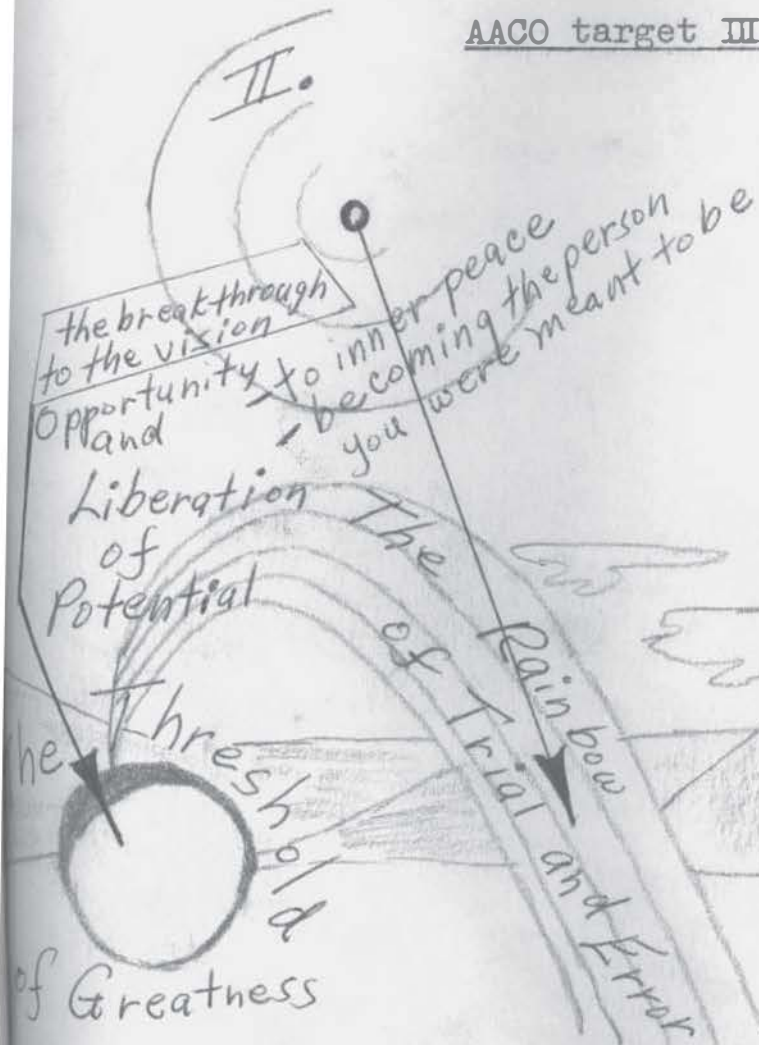 AACO target III
II.
the breakthrough
to the vision
Opportunity
and
- to inner peace
- becoming the person
you were meant to be
Liberation
of
Potential
The Rainbow
of Trial and Error
Threshold
of Greatness